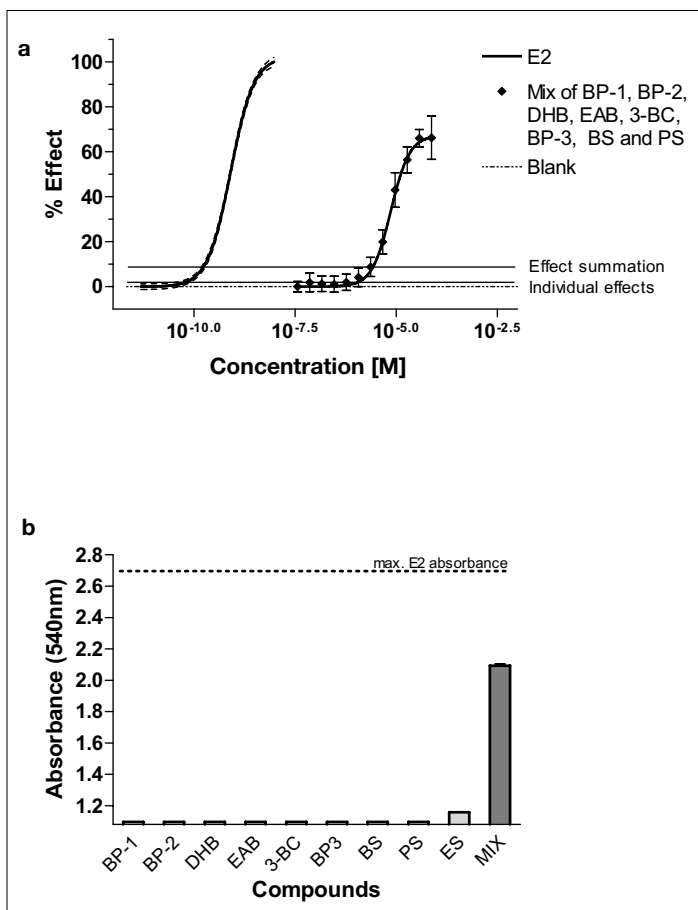 a
E2
Mix of BP-1, BP-2,
DHB, EAB, 3-BC,
BP-3, BS and PS
Blank
100
80
60
40
20
0
% Effect
Effect summation
Individual effects
10-10.0
10-7.5
10-5.0
10-2.5
Concentration [M]
b
2.8
2.6
2.4
2.2
2.0
1.8
1.6
1.4
1.2
max. E2 absorbance
Absorbance (540nm)
BP-1
BP-2
DHB
EAB
3-BC
BP3
BS
PS
ES
MIX
Compounds